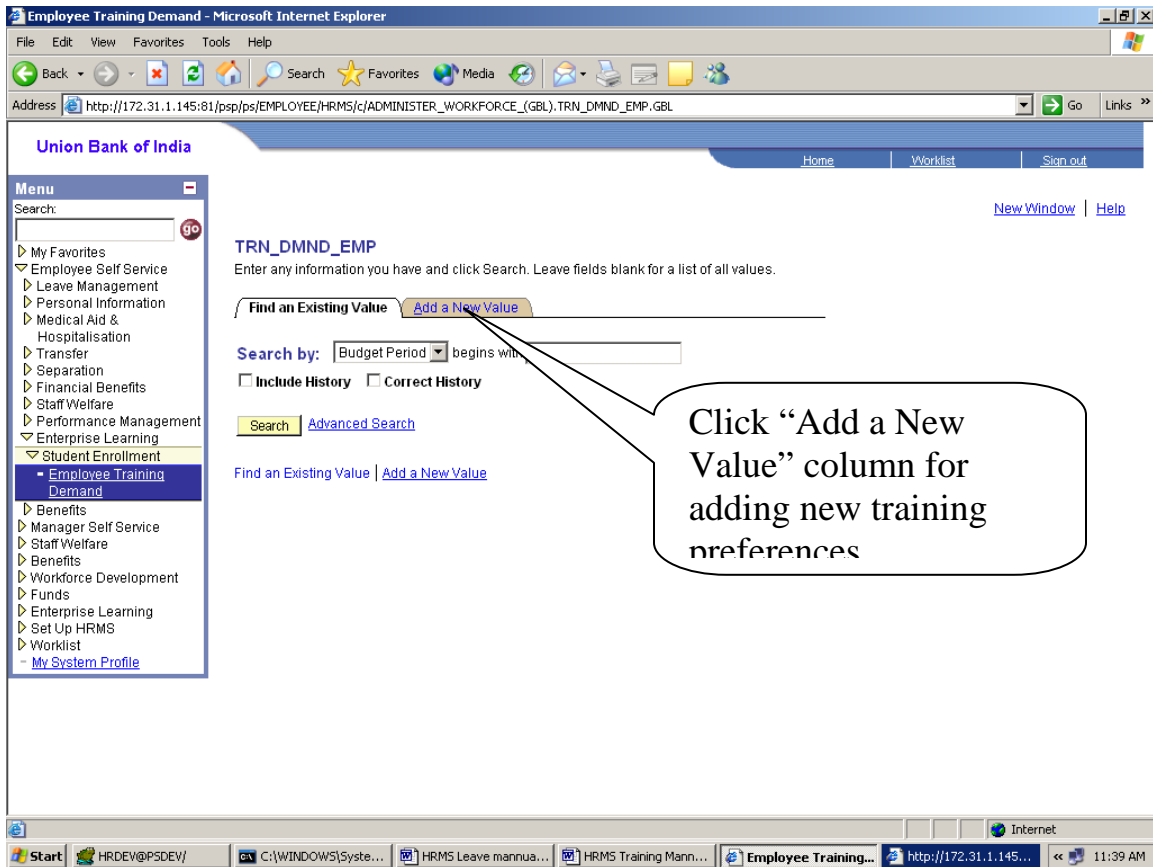 Employee Training Demand - Microsoft Internet Explorer
File Edit View Favorites Tools Help
Back Search Favorites Media
Address http://172.31.1.145:81/psp/ps/EMPLOYEE/HRMS/c/ADMINISTER_WORKFORCE_(GBL).TRN_DMND_EMP.GBL Go Links »
Union Bank of India
Home Worklist Sign out
Menu
Search:
go
New Window | Help
My Favorites
Employee Self Service
Leave Management
Personal Information
Medical Aid &
Hospitalisation
Transfer
Separation
Financial Benefits
Staff Welfare
Performance Management
Enterprise Learning
Student Enrollment
- Employee Training
Demand
Benefits
Manager Self Service
Staff Welfare
Benefits
Workforce Development
Funds
Enterprise Learning
Set Up HRMS
Worklist
- My System Profile
TRN_DMND_EMP
Enter any information you have and click Search. Leave fields blank for a list of all values.
Find an Existing Value Add a New Value
Search by: Budget Period begins with
Include History Correct History
Search Advanced Search
Find an Existing Value | Add a New Value
Click “Add a New
Value” column for
adding new training
preferences
Internet
Start HRDEV@PSDEV/ C:\WINDOWS\Syste... HRMS Leave mannua... HRMS Training Mann... Employee Training... http://172.31.1.145... « 11:39 AM